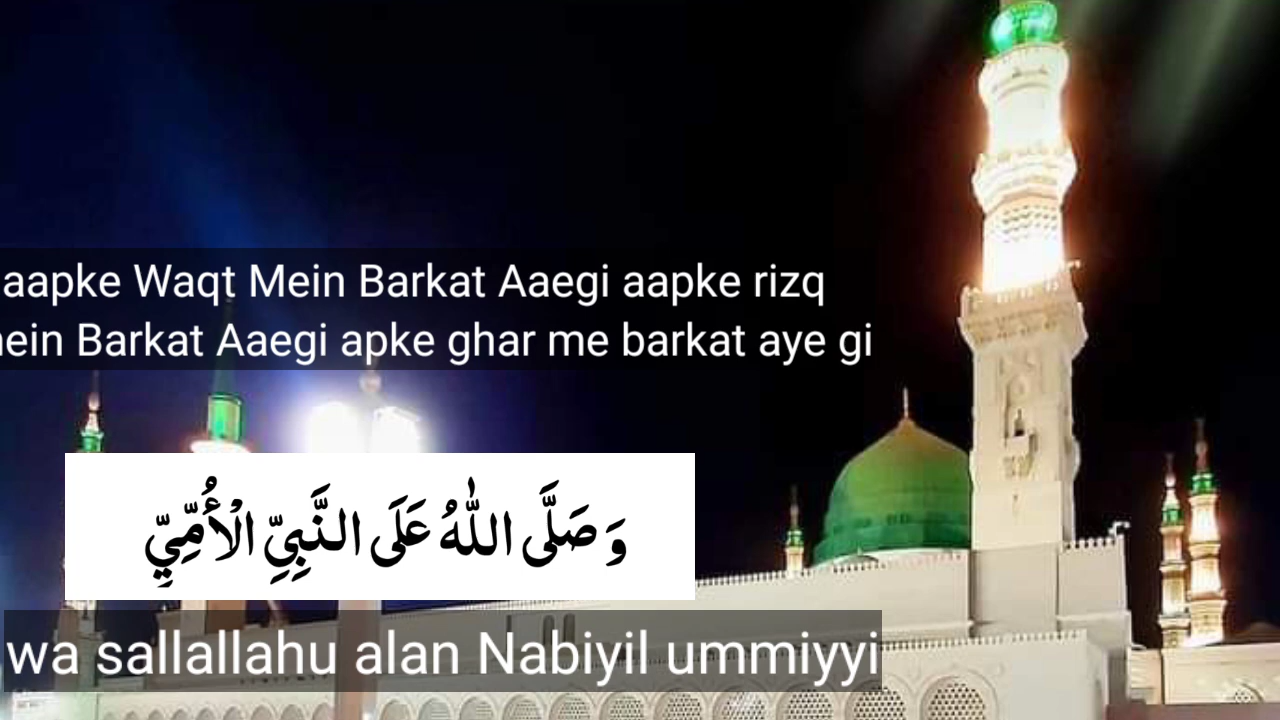 aapke Waqt Mein Barkat Aaegi aapke rizq
mein Barkat Aaegi apke ghar me barkat aye gi
وَ صَلَّى اللّٰهُ عَلَى النَّبِيِّ الْأُمِّيِّ
wa sallallahu alan Nabiyil ummiyyi